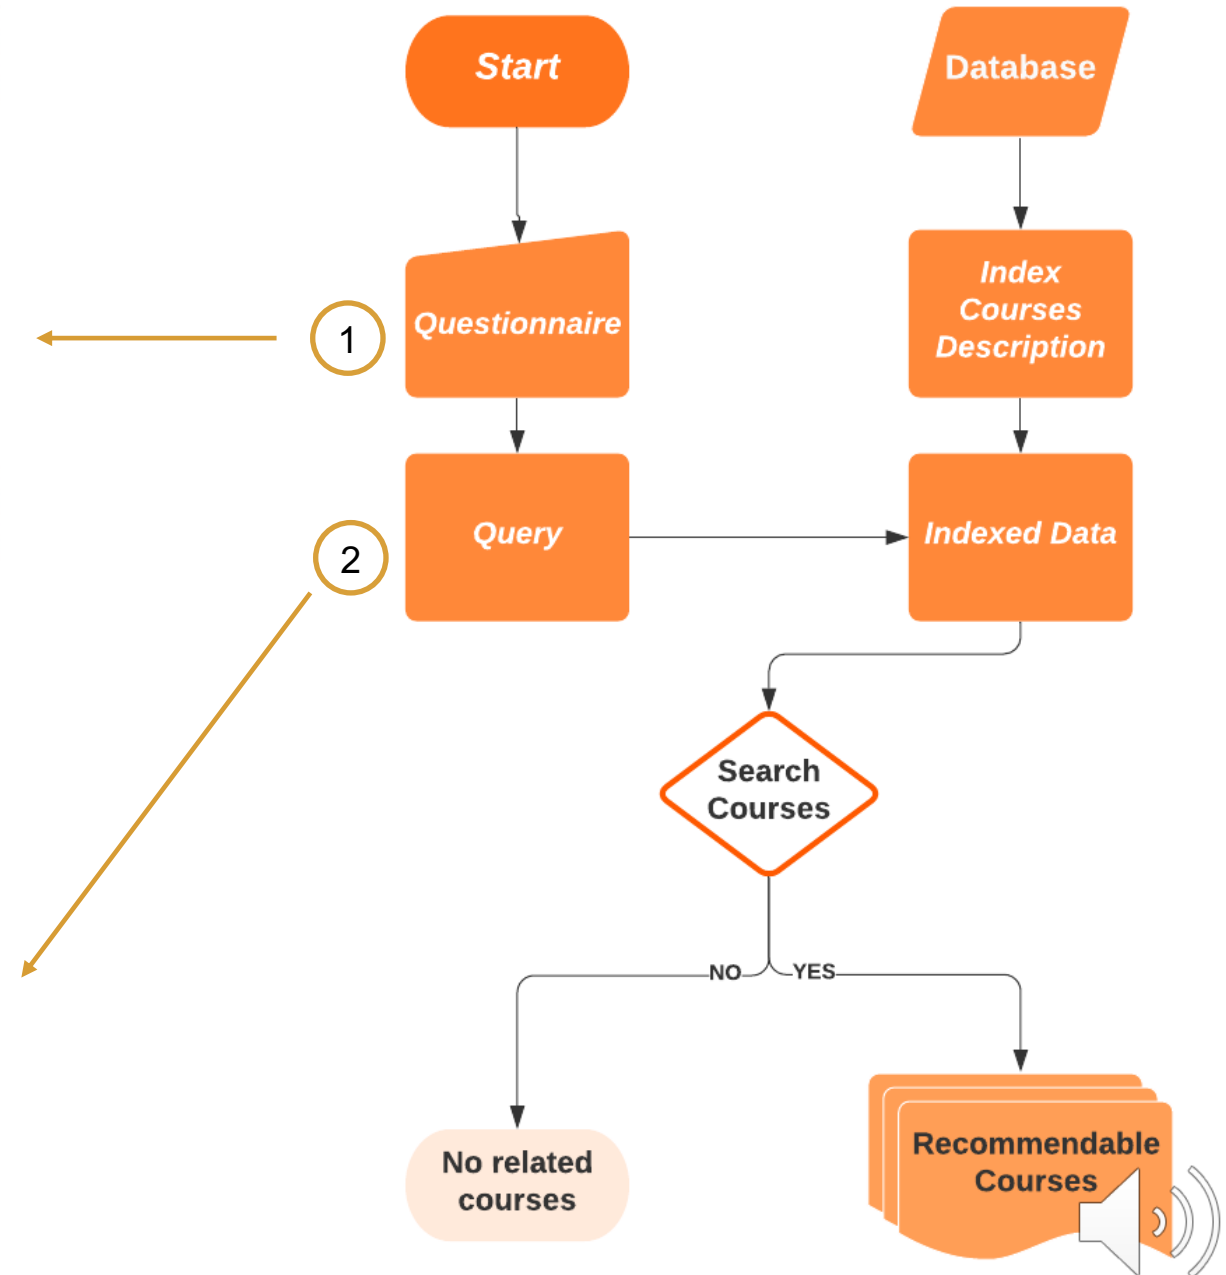 Start
Database
Questionnaire
1
Index
Courses
Description
Query
2
Indexed Data
Search
Courses
NO
YES
No related
courses
Recommendable
Courses